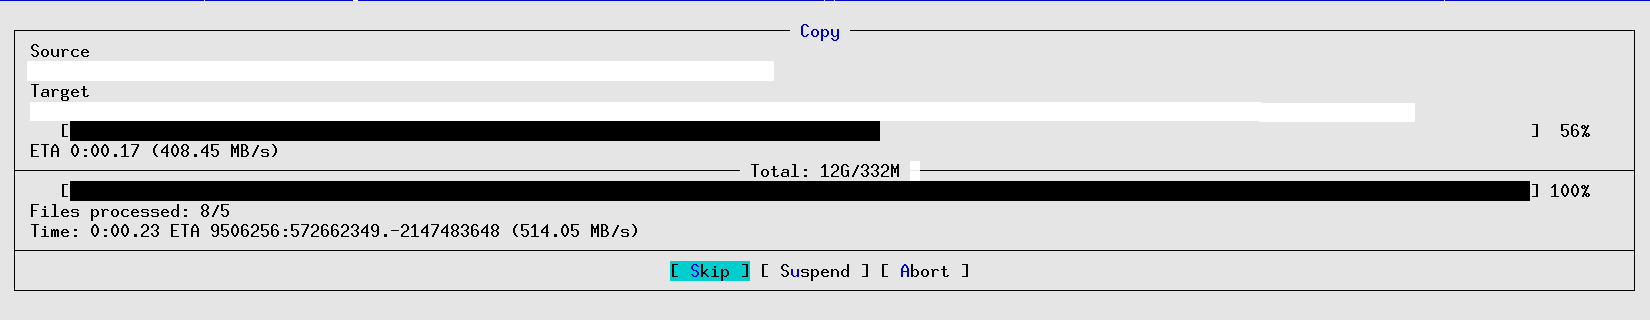 Copy
Source
Target
[ ] 56%
ETA 0:00.17 (408.45 MB/s)
Total: 12G/332M
[ ] 100%
Files processed: 8/5
Time: 0:00.23 ETA 9506256:572662349.-2147483648 (514.05 MB/s)
[ Skip ] [ Suspend ] [ Abort ]